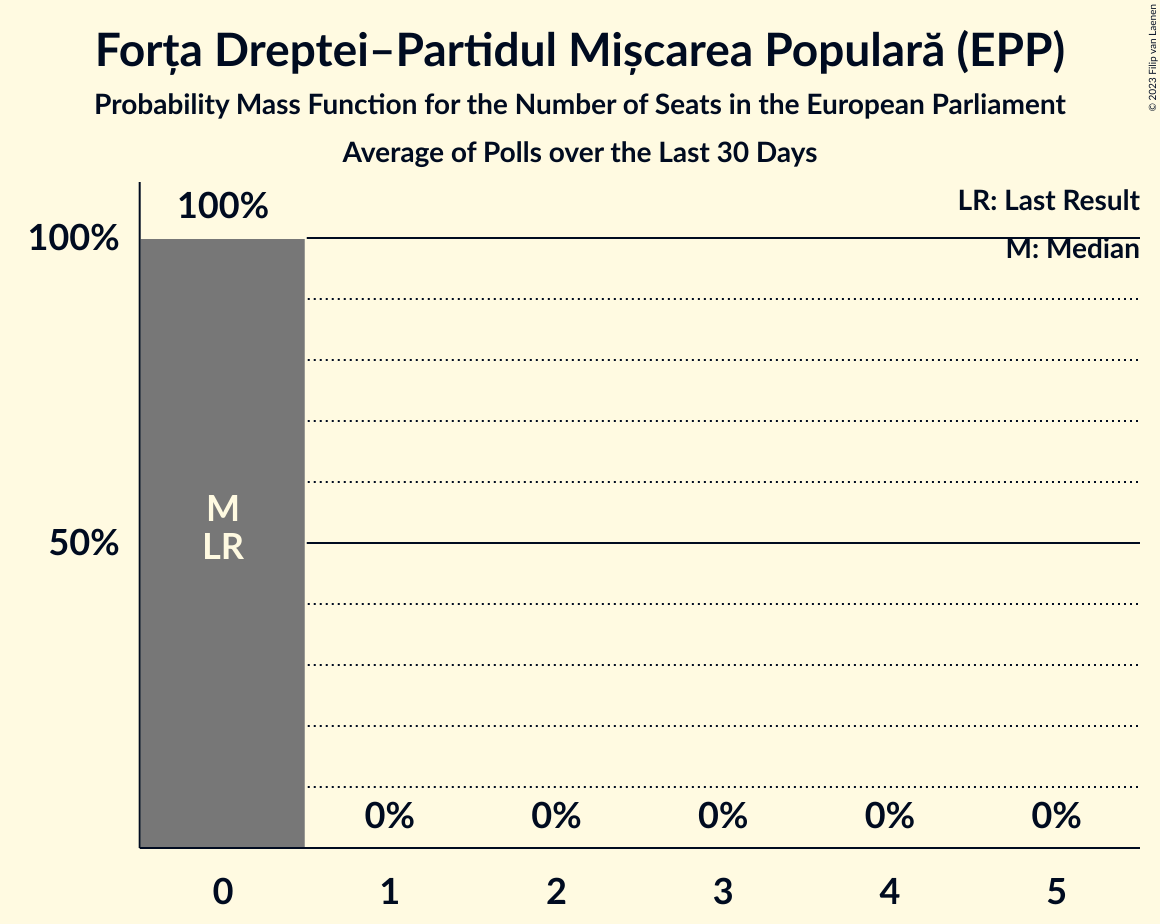 Forța Dreptei–Partidul Mișcarea Populară (EPP)
Probability Mass Function for the Number of Seats in the European Parliament
Average of Polls over the Last 30 Days
© 2023 Filip van Laenen
LR: Last Result
M: Median
100%
100%
50%
M
LR
0% 0% 0% 0% 0%
0 1 2 3 4 5